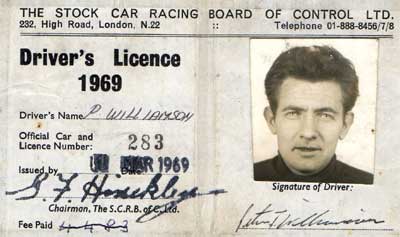 THE STOCK CAR RACING BOARD OF CONTROL LTD.
232, High Road, London, N.22 :: Telephone 01-888-8456/7/8
Driver's Licence
1969
Driver's Name P WILLIAMSON
Official Car and
Licence Number: 283
Issued by MAR 1969
Chairman, The S.C.R.B. of C. Ltd.
Fee Paid
Signature of Driver: